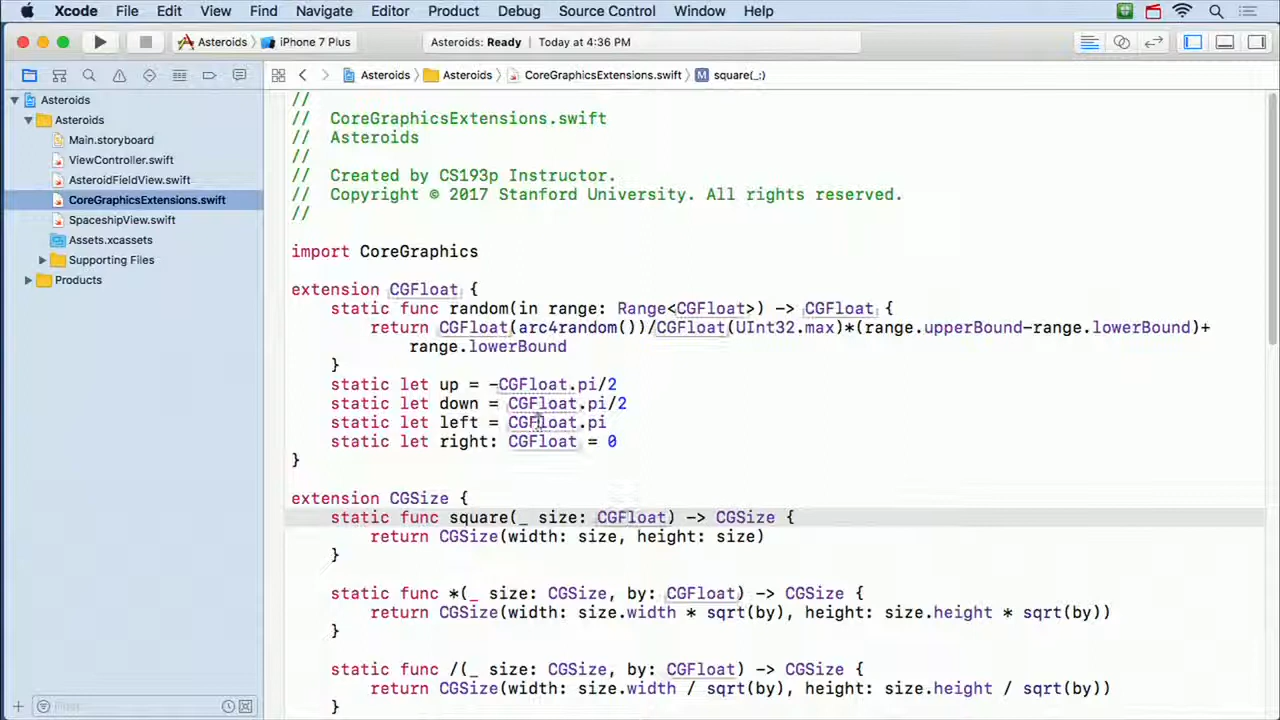 Xcode File Edit View Find Navigate Editor Product Debug Source Control Window Help
Asteroids iPhone 7 Plus Asteroids: Ready Today at 4:36 PM
Asteroids Asteroids CoreGraphicsExtensions.swift M square(_:)
Asteroids
Asteroids
Main.storyboard
ViewController.swift
AsteroidFieldView.swift
CoreGraphicsExtensions.swift
SpaceshipView.swift
Assets.xcassets
Supporting Files
Products
//
// CoreGraphicsExtensions.swift
// Asteroids
//
// Created by CS193p Instructor.
// Copyright © 2017 Stanford University. All rights reserved.
//
import CoreGraphics
extension CGFloat {
static func random(in range: Range<CGFloat>) -> CGFloat {
return CGFloat(arc4random())/CGFloat(UInt32.max)*(range.upperBound-range.lowerBound)+
range.lowerBound
}
static let up = -CGFloat.pi/2
static let down = CGFloat.pi/2
static let left = CGFloat.pi
static let right: CGFloat = 0
}
extension CGSize {
static func square(_ size: CGFloat) -> CGSize {
return CGSize(width: size, height: size)
}
static func *(_ size: CGSize, by: CGFloat) -> CGSize {
return CGSize(width: size.width * sqrt(by), height: size.height * sqrt(by))
}
static func /(_ size: CGSize, by: CGFloat) -> CGSize {
return CGSize(width: size.width / sqrt(by), height: size.height / sqrt(by))
}
Filter